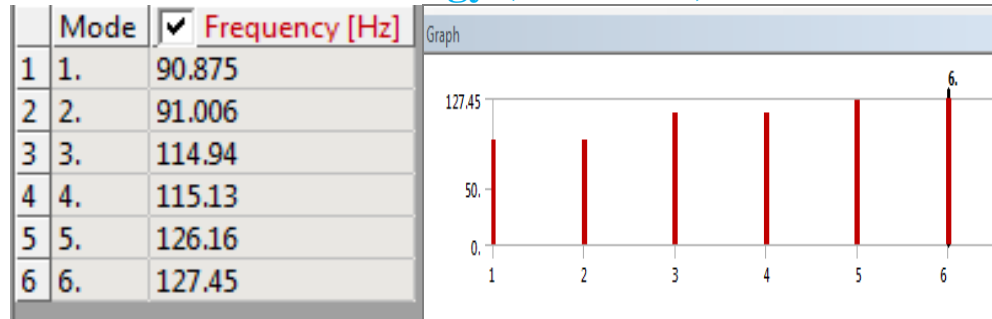 Mode Frequency [Hz]
1 1. 90.875
2 2. 91.006
3 3. 114.94
4 4. 115.13
5 5. 126.16
6 6. 127.45
Graph
6.
127.45
50.
0.
1 2 3 4 5 6